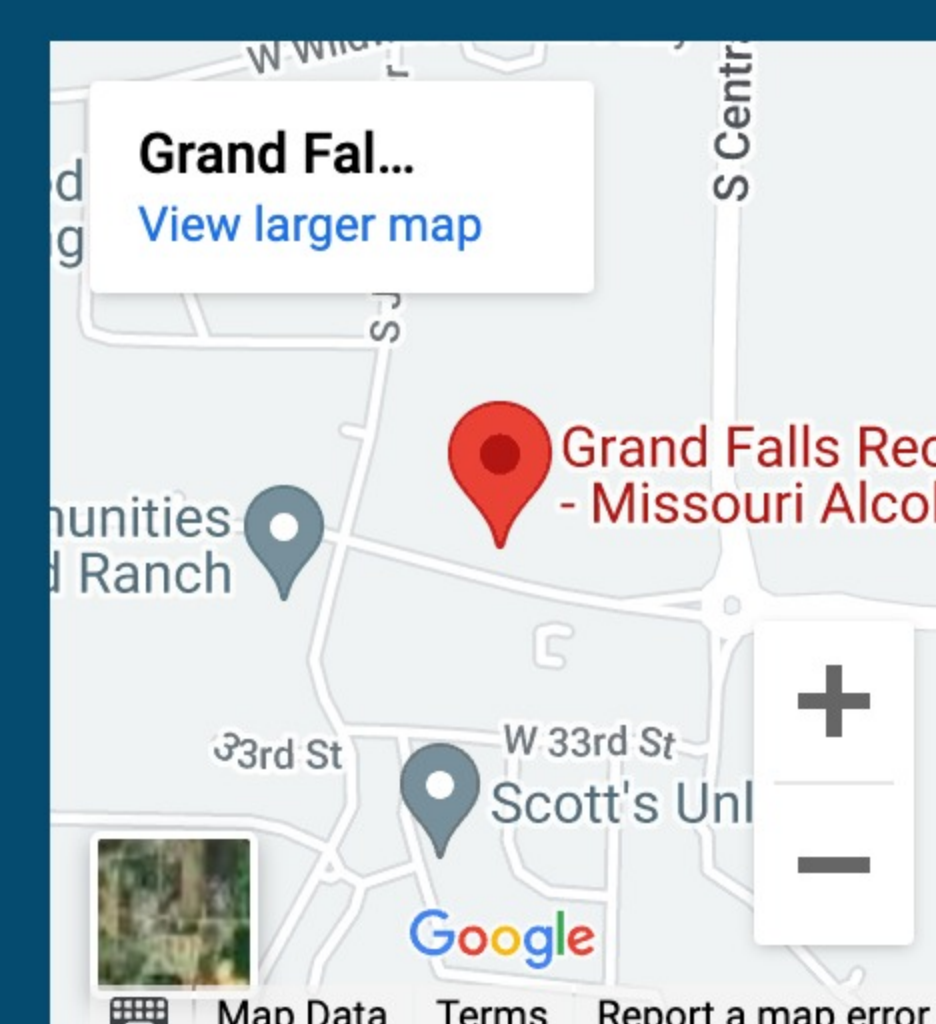 W
S Centr
Grand Fal...
View larger map
d
g
S J
Grand Falls Rec
- Missouri Alcol
nunities
d Ranch
33rd St
W 33rd St
Scott's Unl
Google
Map Data
Terms
Report a map error